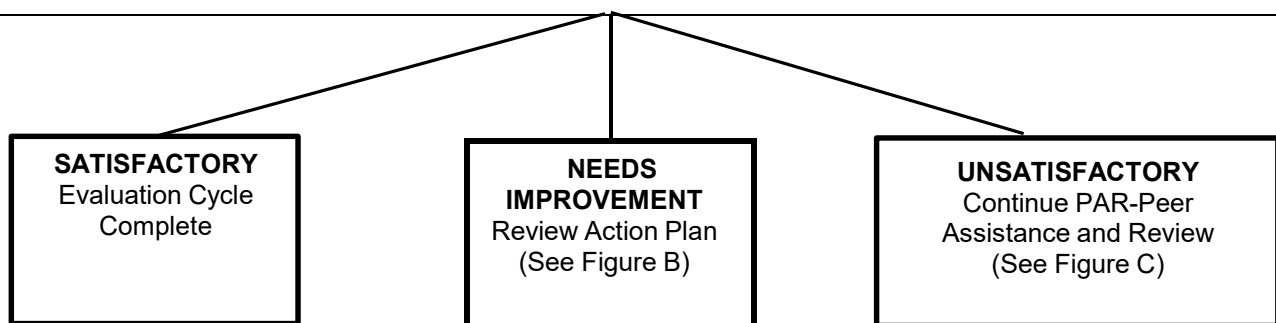 SATISFACTORY
Evaluation Cycle
Complete
NEEDS
IMPROVEMENT
Review Action Plan
(See Figure B)
UNSATISFACTORY
Continue PAR-Peer
Assistance and Review
(See Figure C)